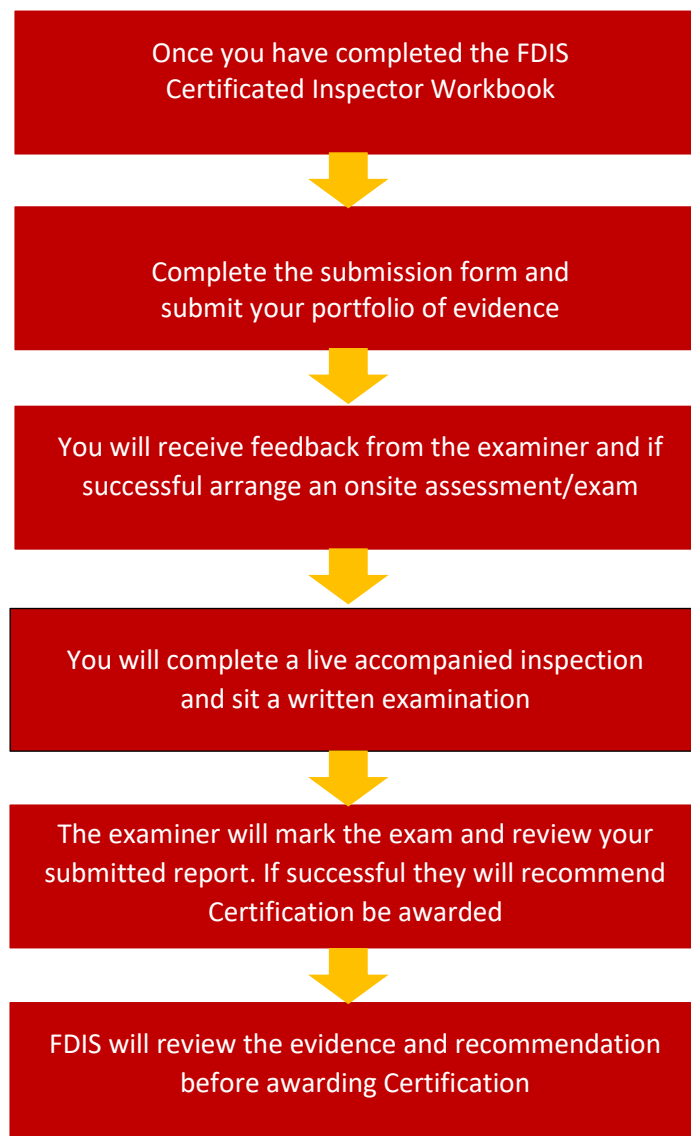 Once you have completed the FDIS
Certificated Inspector Workbook
Complete the submission form and
submit your portfolio of evidence
You will receive feedback from the examiner and if
successful arrange an onsite assessment/exam
You will complete a live accompanied inspection
and sit a written examination
The examiner will mark the exam and review your
submitted report. If successful they will recommend
Certification be awarded
FDIS will review the evidence and recommendation
before awarding Certification